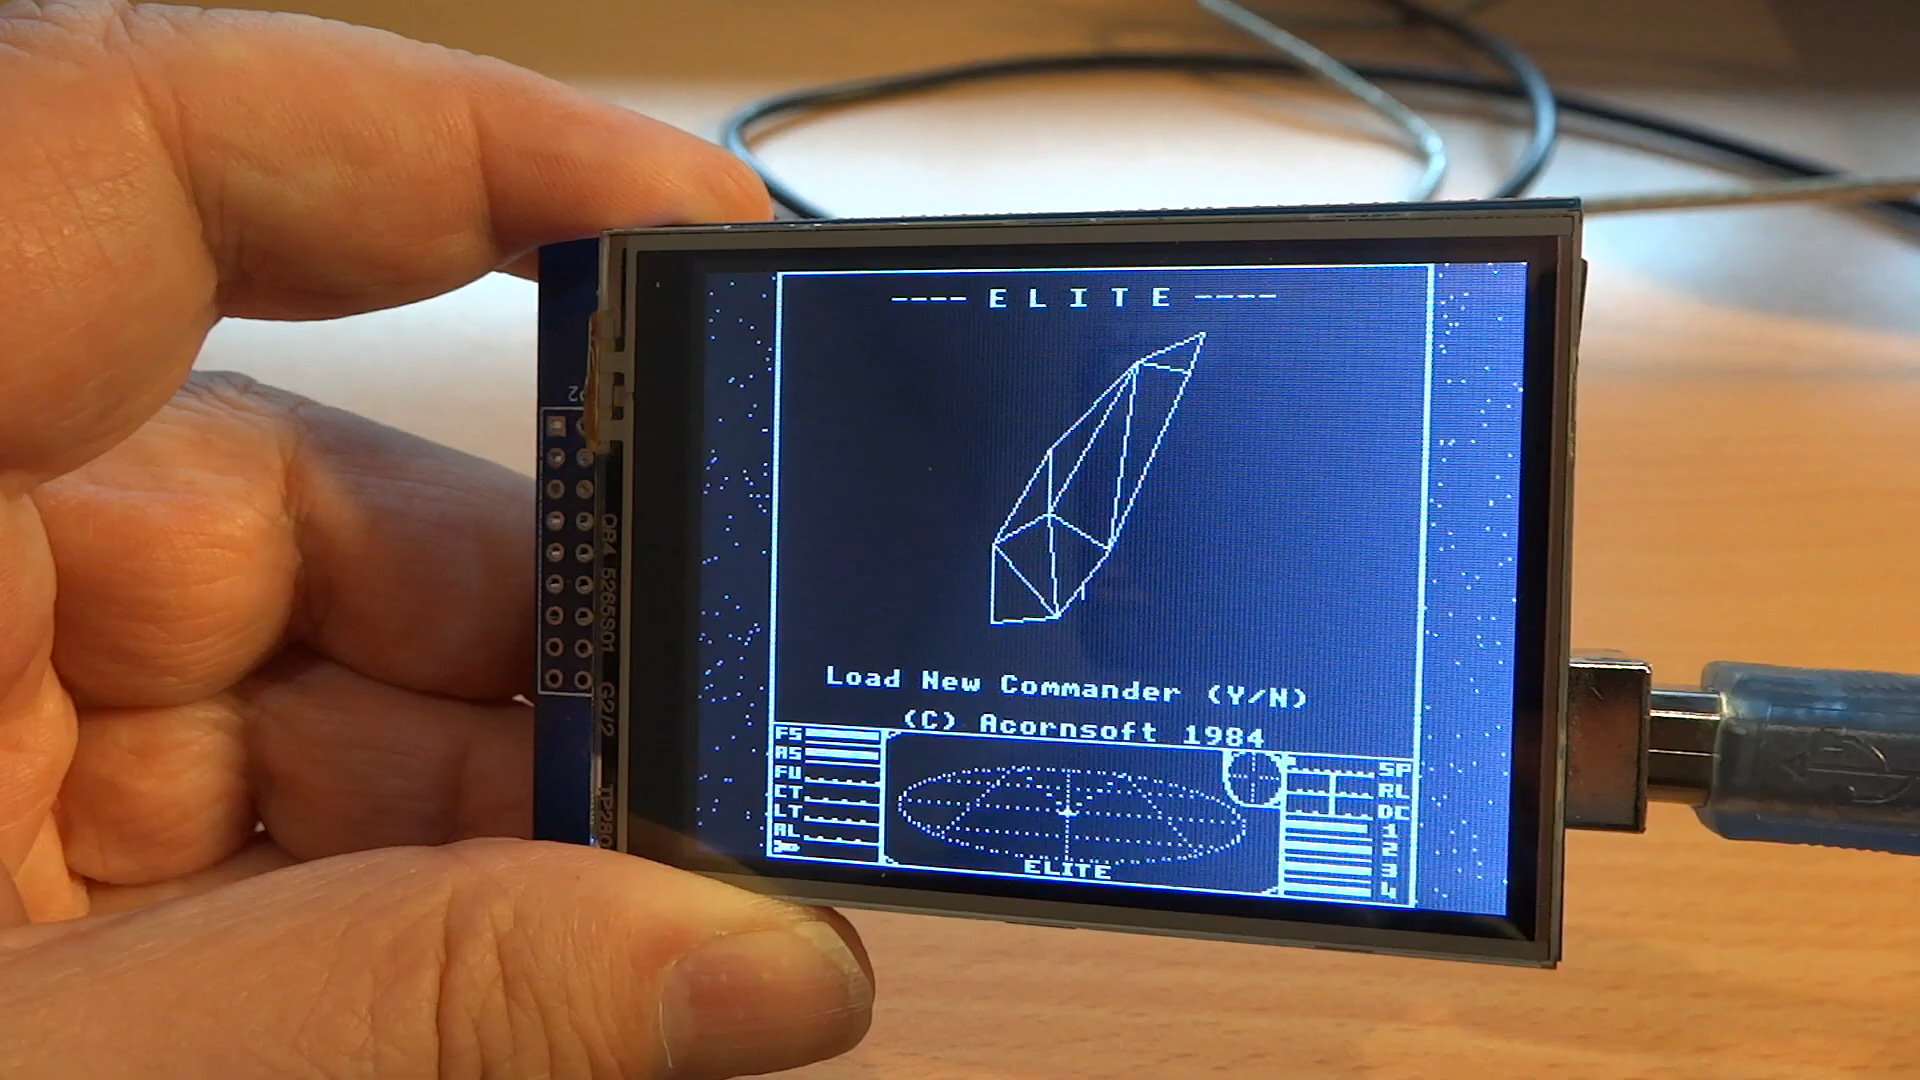 ---- E L I T E ----
Load New Commander (Y/N)
(C) Acornsoft 1984
FS
AS
FU
CT
LT
AL
SP
RL
DC
1
2
3
4
ELITE